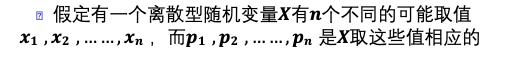 假定有一个离散型随机变量X有n个不同的可能取值
x₁ ,x₂ ,……,xₙ ， 而p₁ ,p₂ ,……,pₙ 是X取这些值相应的